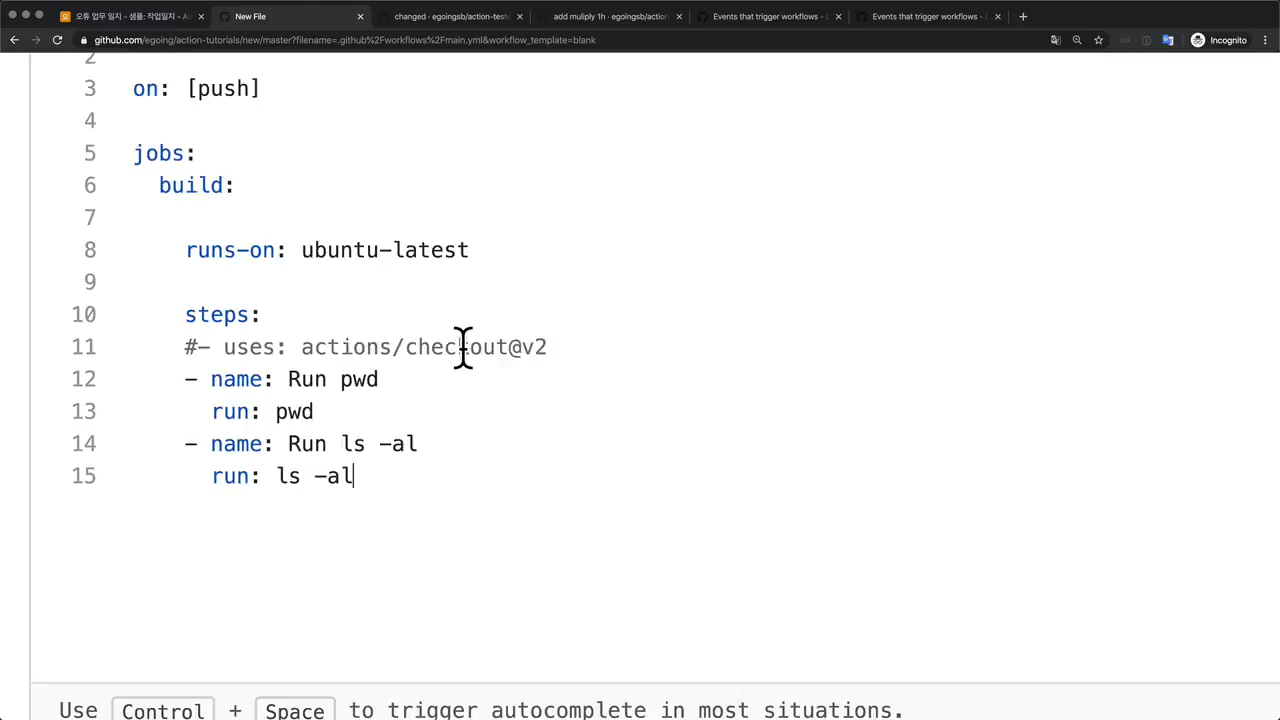 오튜 업무 일지 - 샘플: 작업일지 - Ai
New File
changed · egoingsb/action-teste
add muliply 1h · egoingsb/action
Events that trigger workflows - G
Events that trigger workflows - G
github.com/egoing/action-tutorials/new/master?filename=.github%2Fworkflows%2Fmain.yml&workflow_template=blank
Incognito
2
3 on: [push]
4
5 jobs:
6 build:
7
8 runs-on: ubuntu-latest
9
10 steps:
11 #- uses: actions/checkout@v2
12 - name: Run pwd
13 run: pwd
14 - name: Run ls -al
15 run: ls -al
Use Control + Space to trigger autocomplete in most situations.